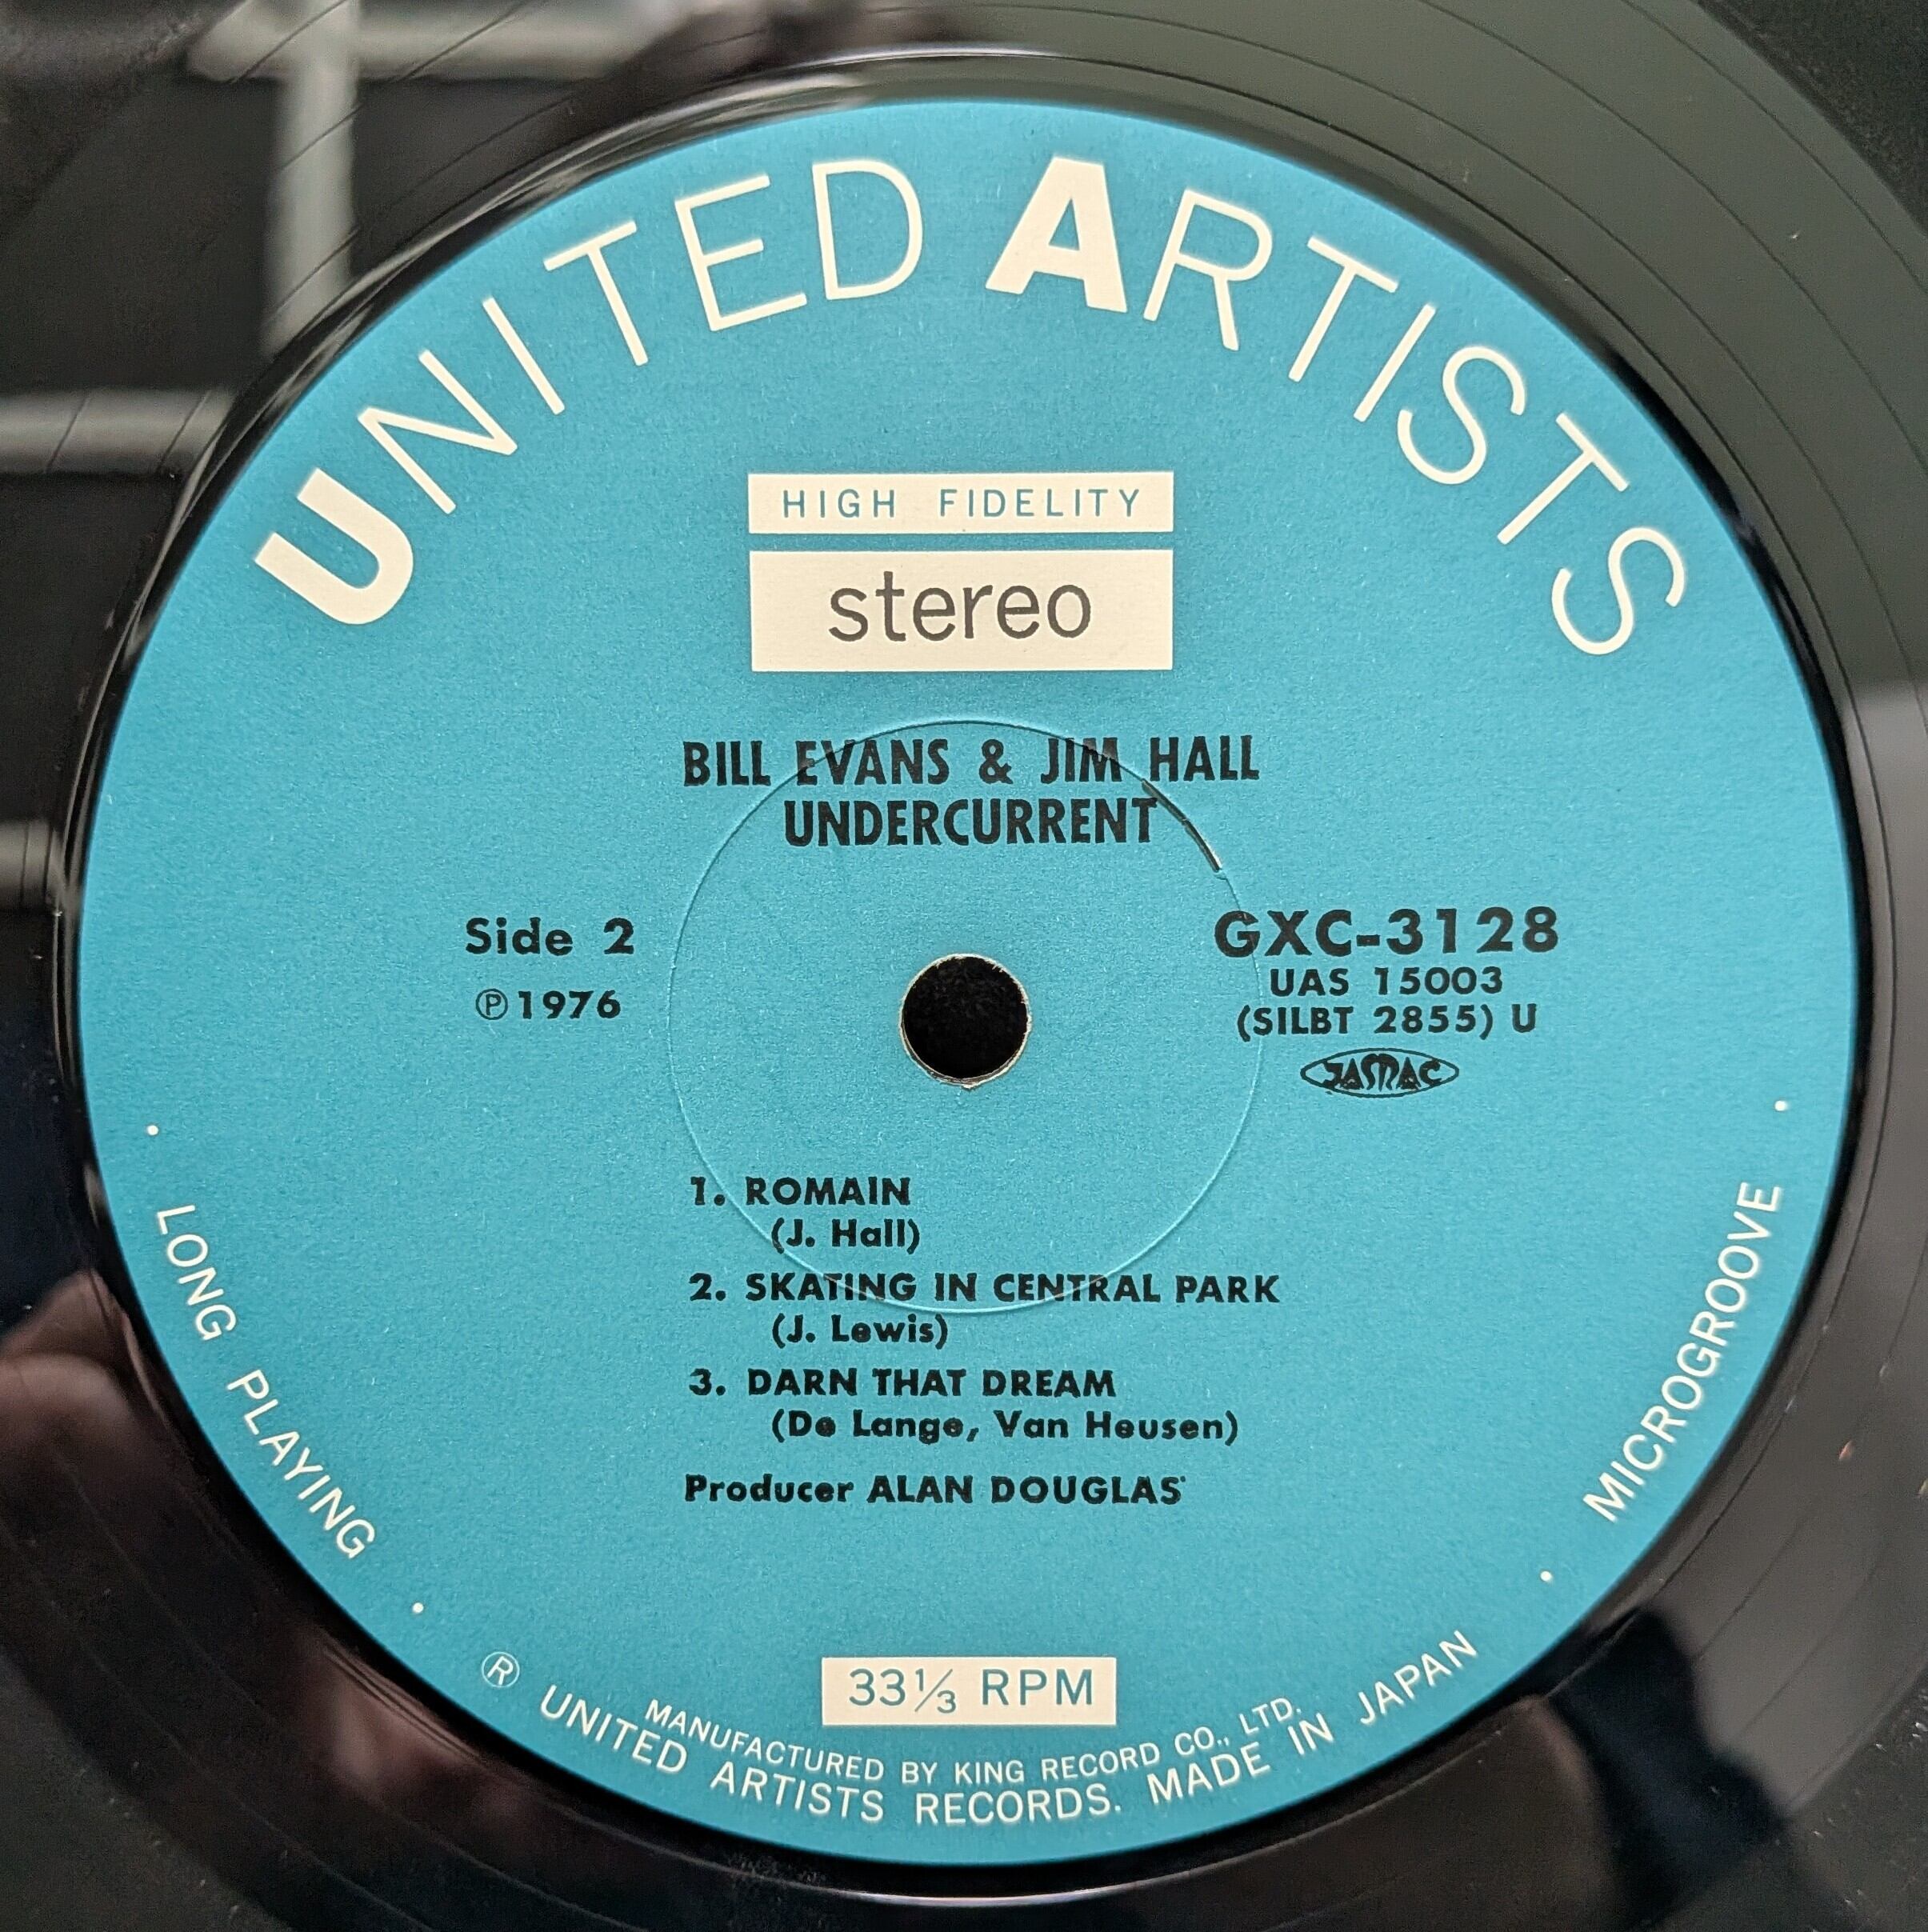 UNITED ARTISTS
HIGH FIDELITY
stereo
BILL EVANS & JIM HALL
UNDERCURRENT
Side 2
Ⓟ1976
GXC-3128
UAS 15003
(SILBT 2855) U
JASRAC
1. ROMAIN
(J. Hall)
2. SKATING IN CENTRAL PARK
(J. Lewis)
3. DARN THAT DREAM
(De Lange, Van Heusen)
Producer ALAN DOUGLAS
· LONG PLAYING ·
MICROGROOVE
33⅓ RPM
MANUFACTURED BY KING RECORD CO., LTD.
® UNITED ARTISTS RECORDS. MADE IN JAPAN